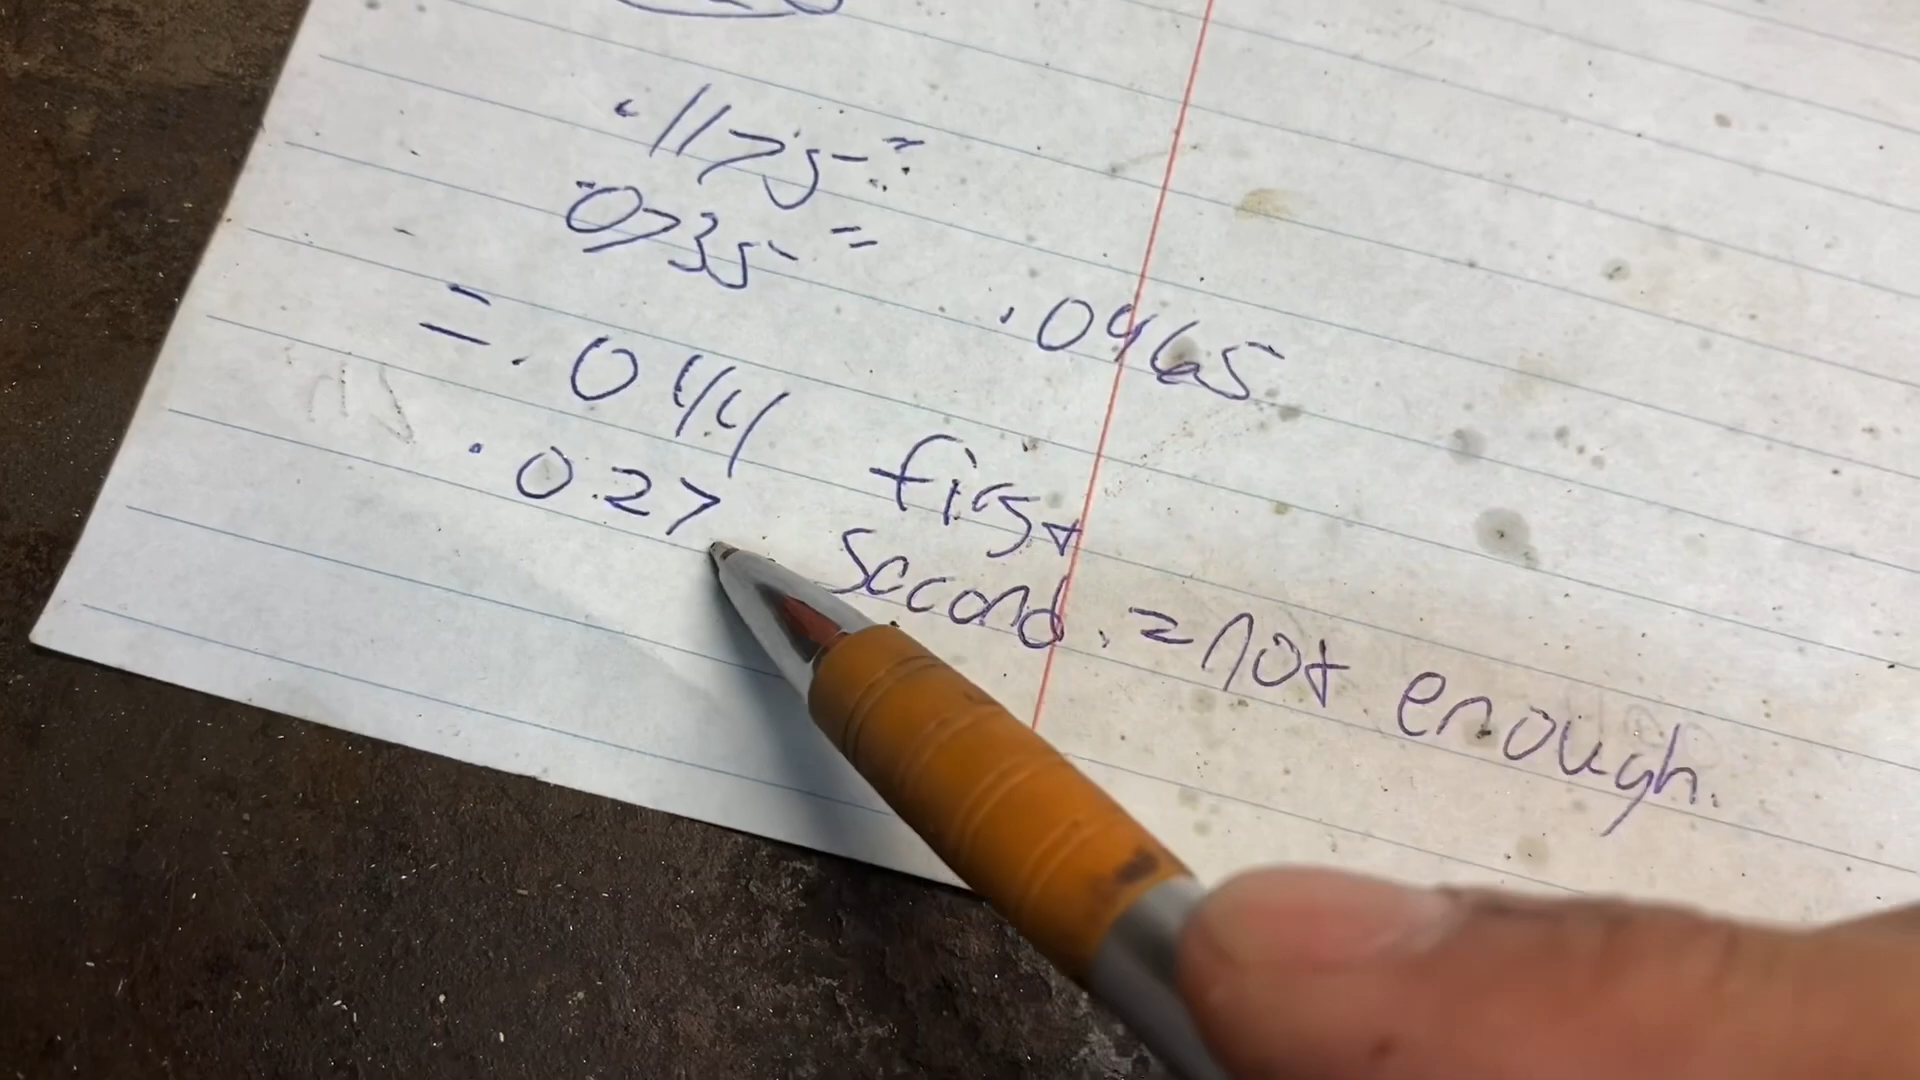 .1175"
.0735"
.0465
= .044 first
.027 second. = not enough.